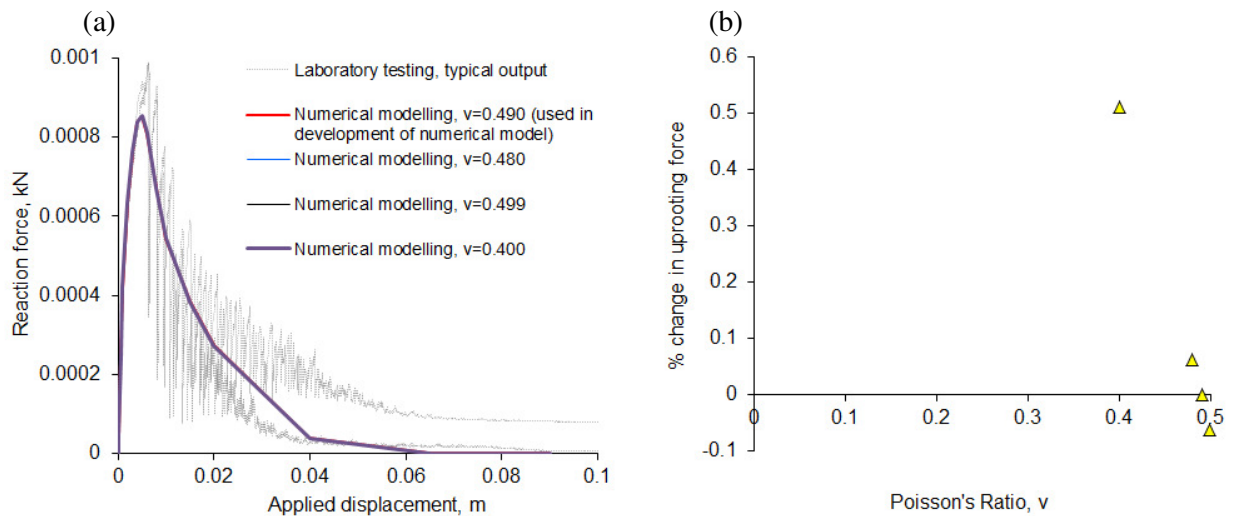 (a)
Reaction force, kN
0.001
0.0008
0.0006
0.0004
0.0002
0
0
0.02
0.04
0.06
0.08
0.1
Applied displacement, m
Laboratory testing, typical output
Numerical modelling, v=0.490 (used in
development of numerical model)
Numerical modelling, v=0.480
Numerical modelling, v=0.499
Numerical modelling, v=0.400
(b)
% change in uprooting force
0.6
0.5
0.4
0.3
0.2
0.1
0
-0.1
0
0.1
0.2
0.3
0.4
0.5
Poisson's Ratio, v